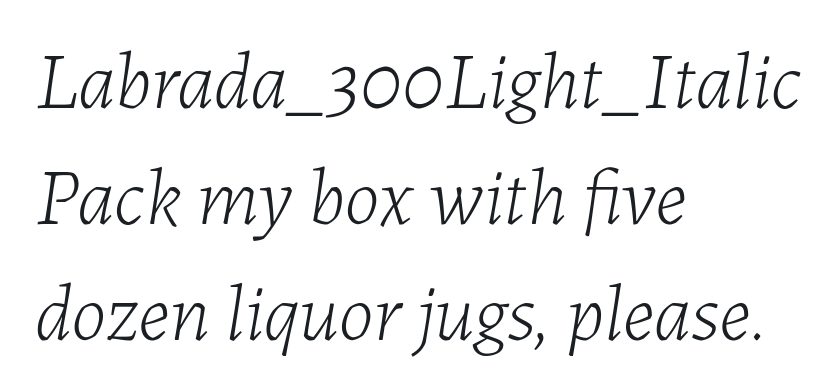 Labrada_300Light_Italic
Pack my box with five
dozen liquor jugs, please.